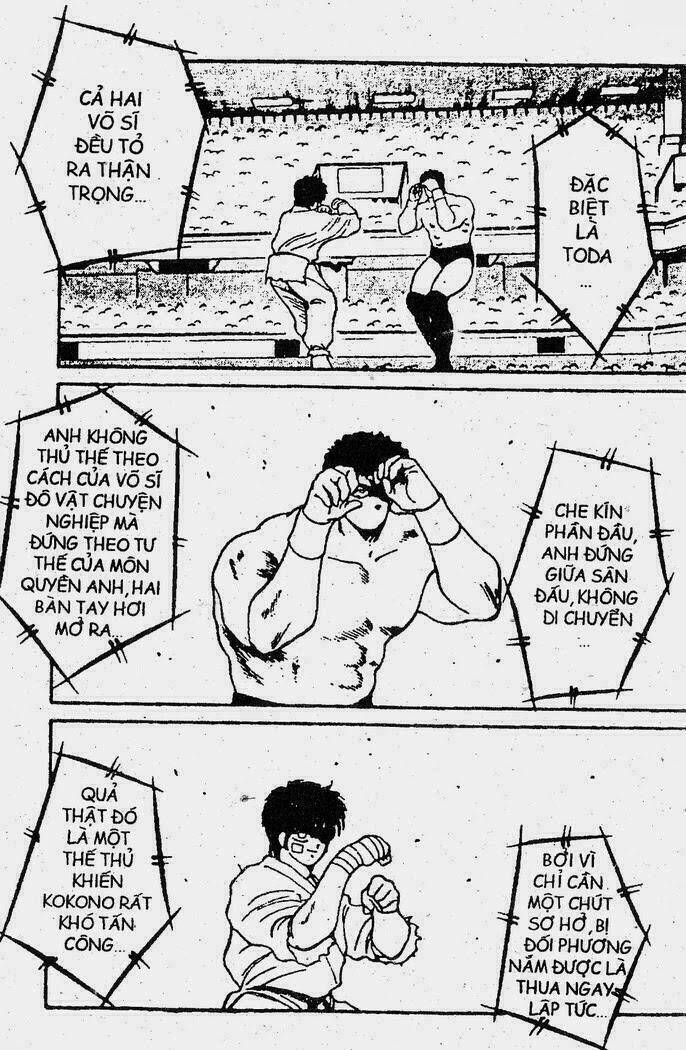 CẢ HAI
VÕ SĨ
ĐỀU TỎ
RA THẬN
TRỌNG...
ĐẶC
BIỆT
LÀ
TODA
...
ANH KHÔNG
THỦ THẾ THEO
CÁCH CỦA VÕ SĨ
ĐÔ VẬT CHUYÊN
NGHIỆP MÀ
ĐỨNG THEO TƯ
THẾ CỦA MÔN
QUYỀN ANH, HAI
BÀN TAY HƠI
MỞ RA...
CHE KÍN
PHẦN ĐẦU,
ANH ĐỨNG
GIỮA SÂN
ĐẤU, KHÔNG
DI CHUYỂN
...
QUẢ
THẬT ĐÓ
LÀ MỘT
THẾ THỦ
KHIẾN
KOKONO RẤT
KHÓ TẤN
CÔNG...
BỞI VÌ
CHỈ CẦN
MỘT CHÚT
SƠ HỞ, BỊ
ĐỐI PHƯƠNG
NẮM ĐƯỢC LÀ
THUA NGAY
LẬP TỨC...